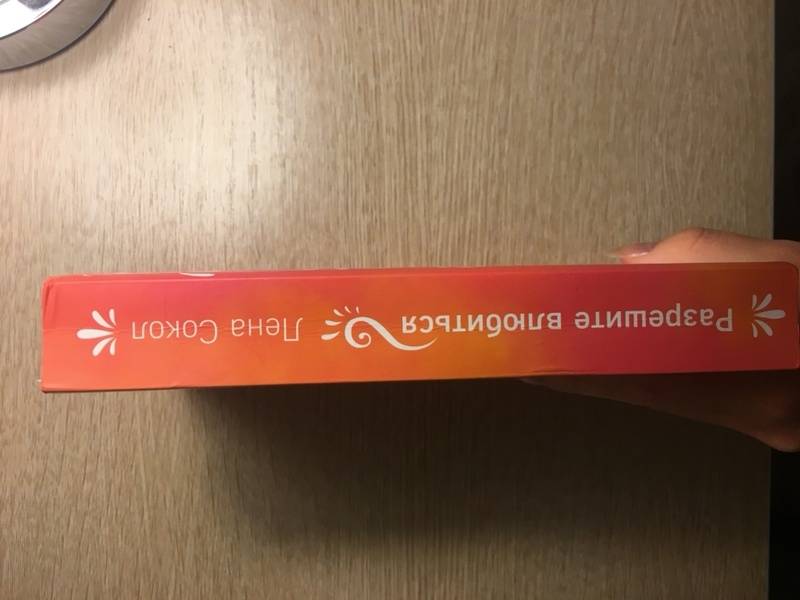 Разрешите влюбиться
Лена Сокол